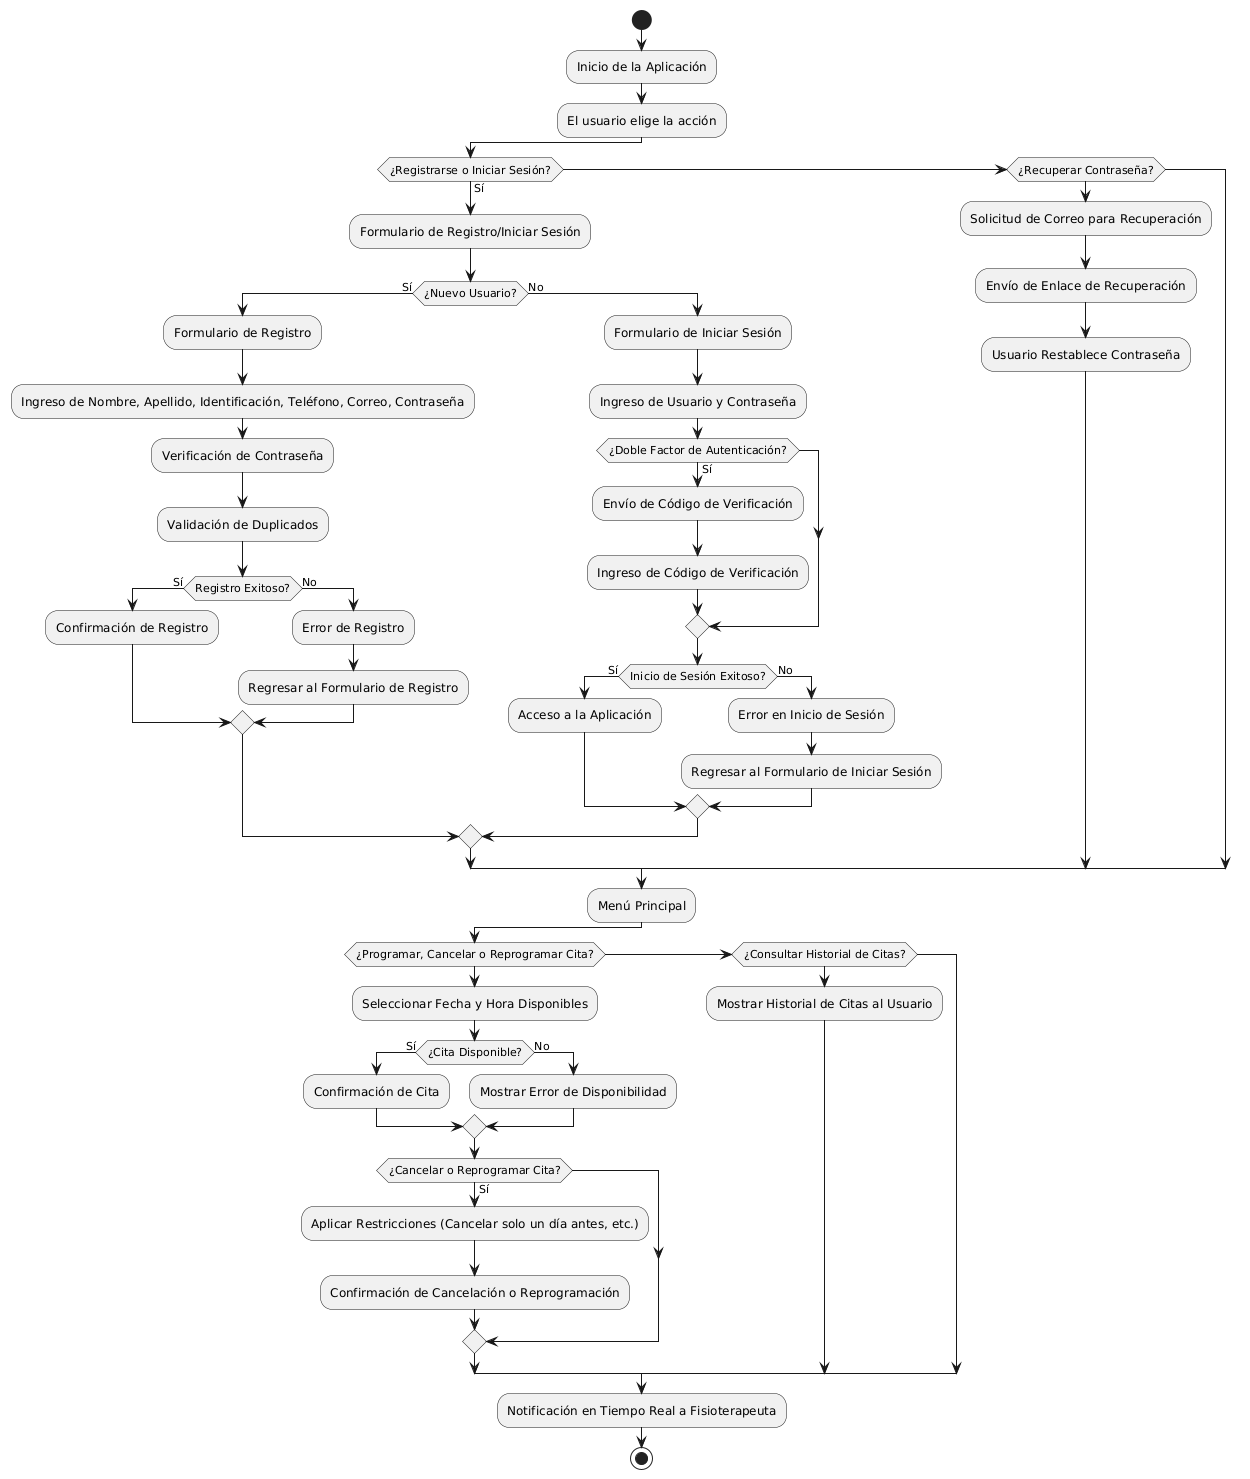 Inicio de la Aplicación
El usuario elige la acción
¿Registrarse o Iniciar Sesión?
¿Recuperar Contraseña?
Sí
Formulario de Registro/Iniciar Sesión
¿Nuevo Usuario?
Sí
No
Formulario de Registro
Ingreso de Nombre, Apellido, Identificación, Teléfono, Correo, Contraseña
Verificación de Contraseña
Validación de Duplicados
Registro Exitoso?
Sí
No
Confirmación de Registro
Error de Registro
Regresar al Formulario de Registro
Formulario de Iniciar Sesión
Ingreso de Usuario y Contraseña
¿Doble Factor de Autenticación?
Sí
Envío de Código de Verificación
Ingreso de Código de Verificación
Inicio de Sesión Exitoso?
Sí
No
Acceso a la Aplicación
Error en Inicio de Sesión
Regresar al Formulario de Iniciar Sesión
Solicitud de Correo para Recuperación
Envío de Enlace de Recuperación
Usuario Restablece Contraseña
Menú Principal
¿Programar, Cancelar o Reprogramar Cita?
¿Consultar Historial de Citas?
Seleccionar Fecha y Hora Disponibles
Mostrar Historial de Citas al Usuario
¿Cita Disponible?
Sí
No
Confirmación de Cita
Mostrar Error de Disponibilidad
¿Cancelar o Reprogramar Cita?
Sí
Aplicar Restricciones (Cancelar solo un día antes, etc.)
Confirmación de Cancelación o Reprogramación
Notificación en Tiempo Real a Fisioterapeuta